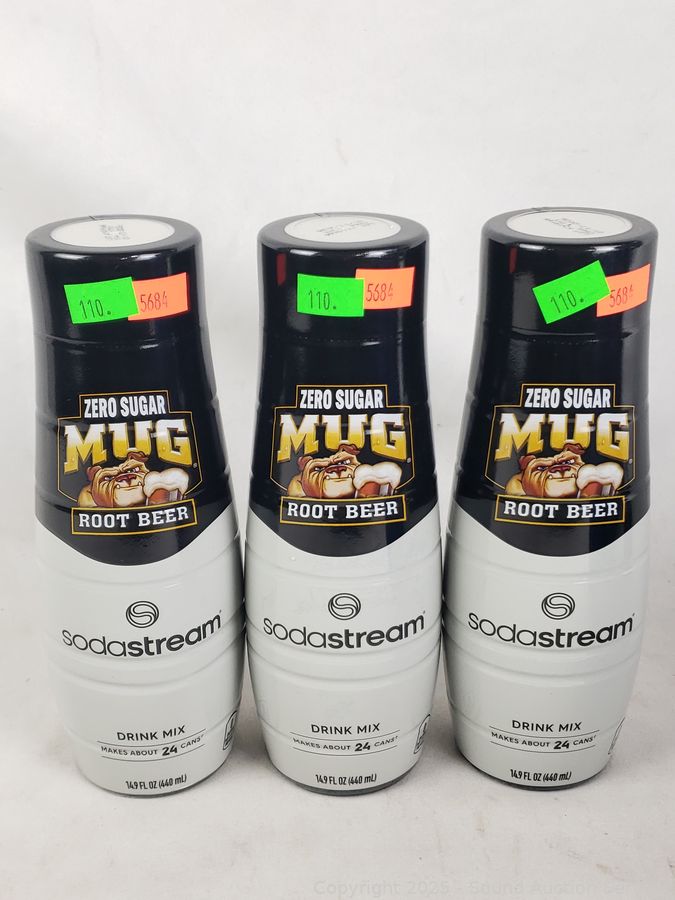 110.
5684
ZERO SUGAR
MUG
ROOT BEER
sodastream
DRINK MIX
MAKES ABOUT 24 CANS*
14.9 FL OZ (440 mL)
110.
5684
ZERO SUGAR
MUG
ROOT BEER
sodastream
DRINK MIX
MAKES ABOUT 24 CANS*
14.9 FL OZ (440 mL)
110.
5684
ZERO SUGAR
MUG
ROOT BEER
sodastream
DRINK MIX
MAKES ABOUT 24 CANS*
14.9 FL OZ (440 mL)
Copyright 2025 - Sound Auction